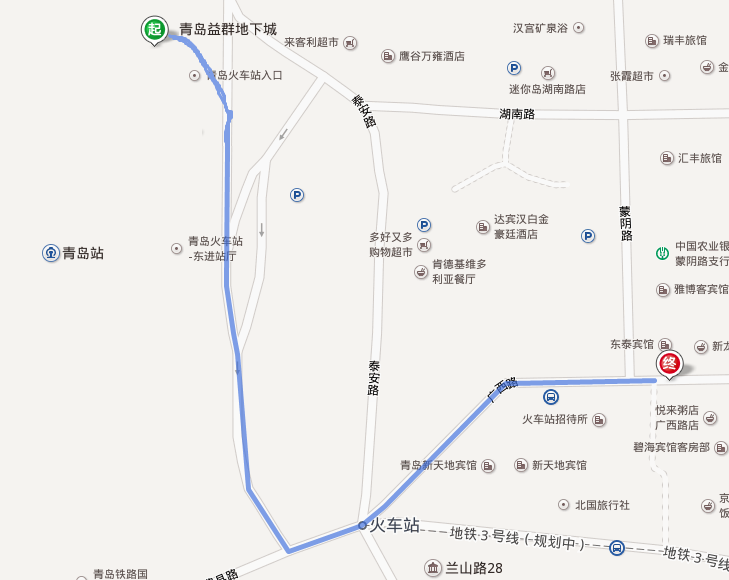 起
青岛益群地下城
汉宫矿泉浴
来客利超市
瑞丰旅馆
鹰谷万雍酒店
P
青岛火车站入口
张霞超市
金
迷你岛湖南路店
泰安路
湖南路
汇丰旅馆
P
蒙阴路
达宾汉白金
豪廷酒店
P
P
多好又多
购物超市
青岛火车站
-东进站厅
青岛站
中国农业银
蒙阴路支行
肯德基维多
利亚餐厅
雅博客宾馆
东泰宾馆
新龙
终
泰安路
广西路
悦来粥店
广西路店
火车站招待所
碧海宾馆客房部
青岛新天地宾馆
新天地宾馆
北国旅行社
京
饭
火车站
地铁3号线(规划中)
地铁3号线
兰山路28
青岛铁路国
县路